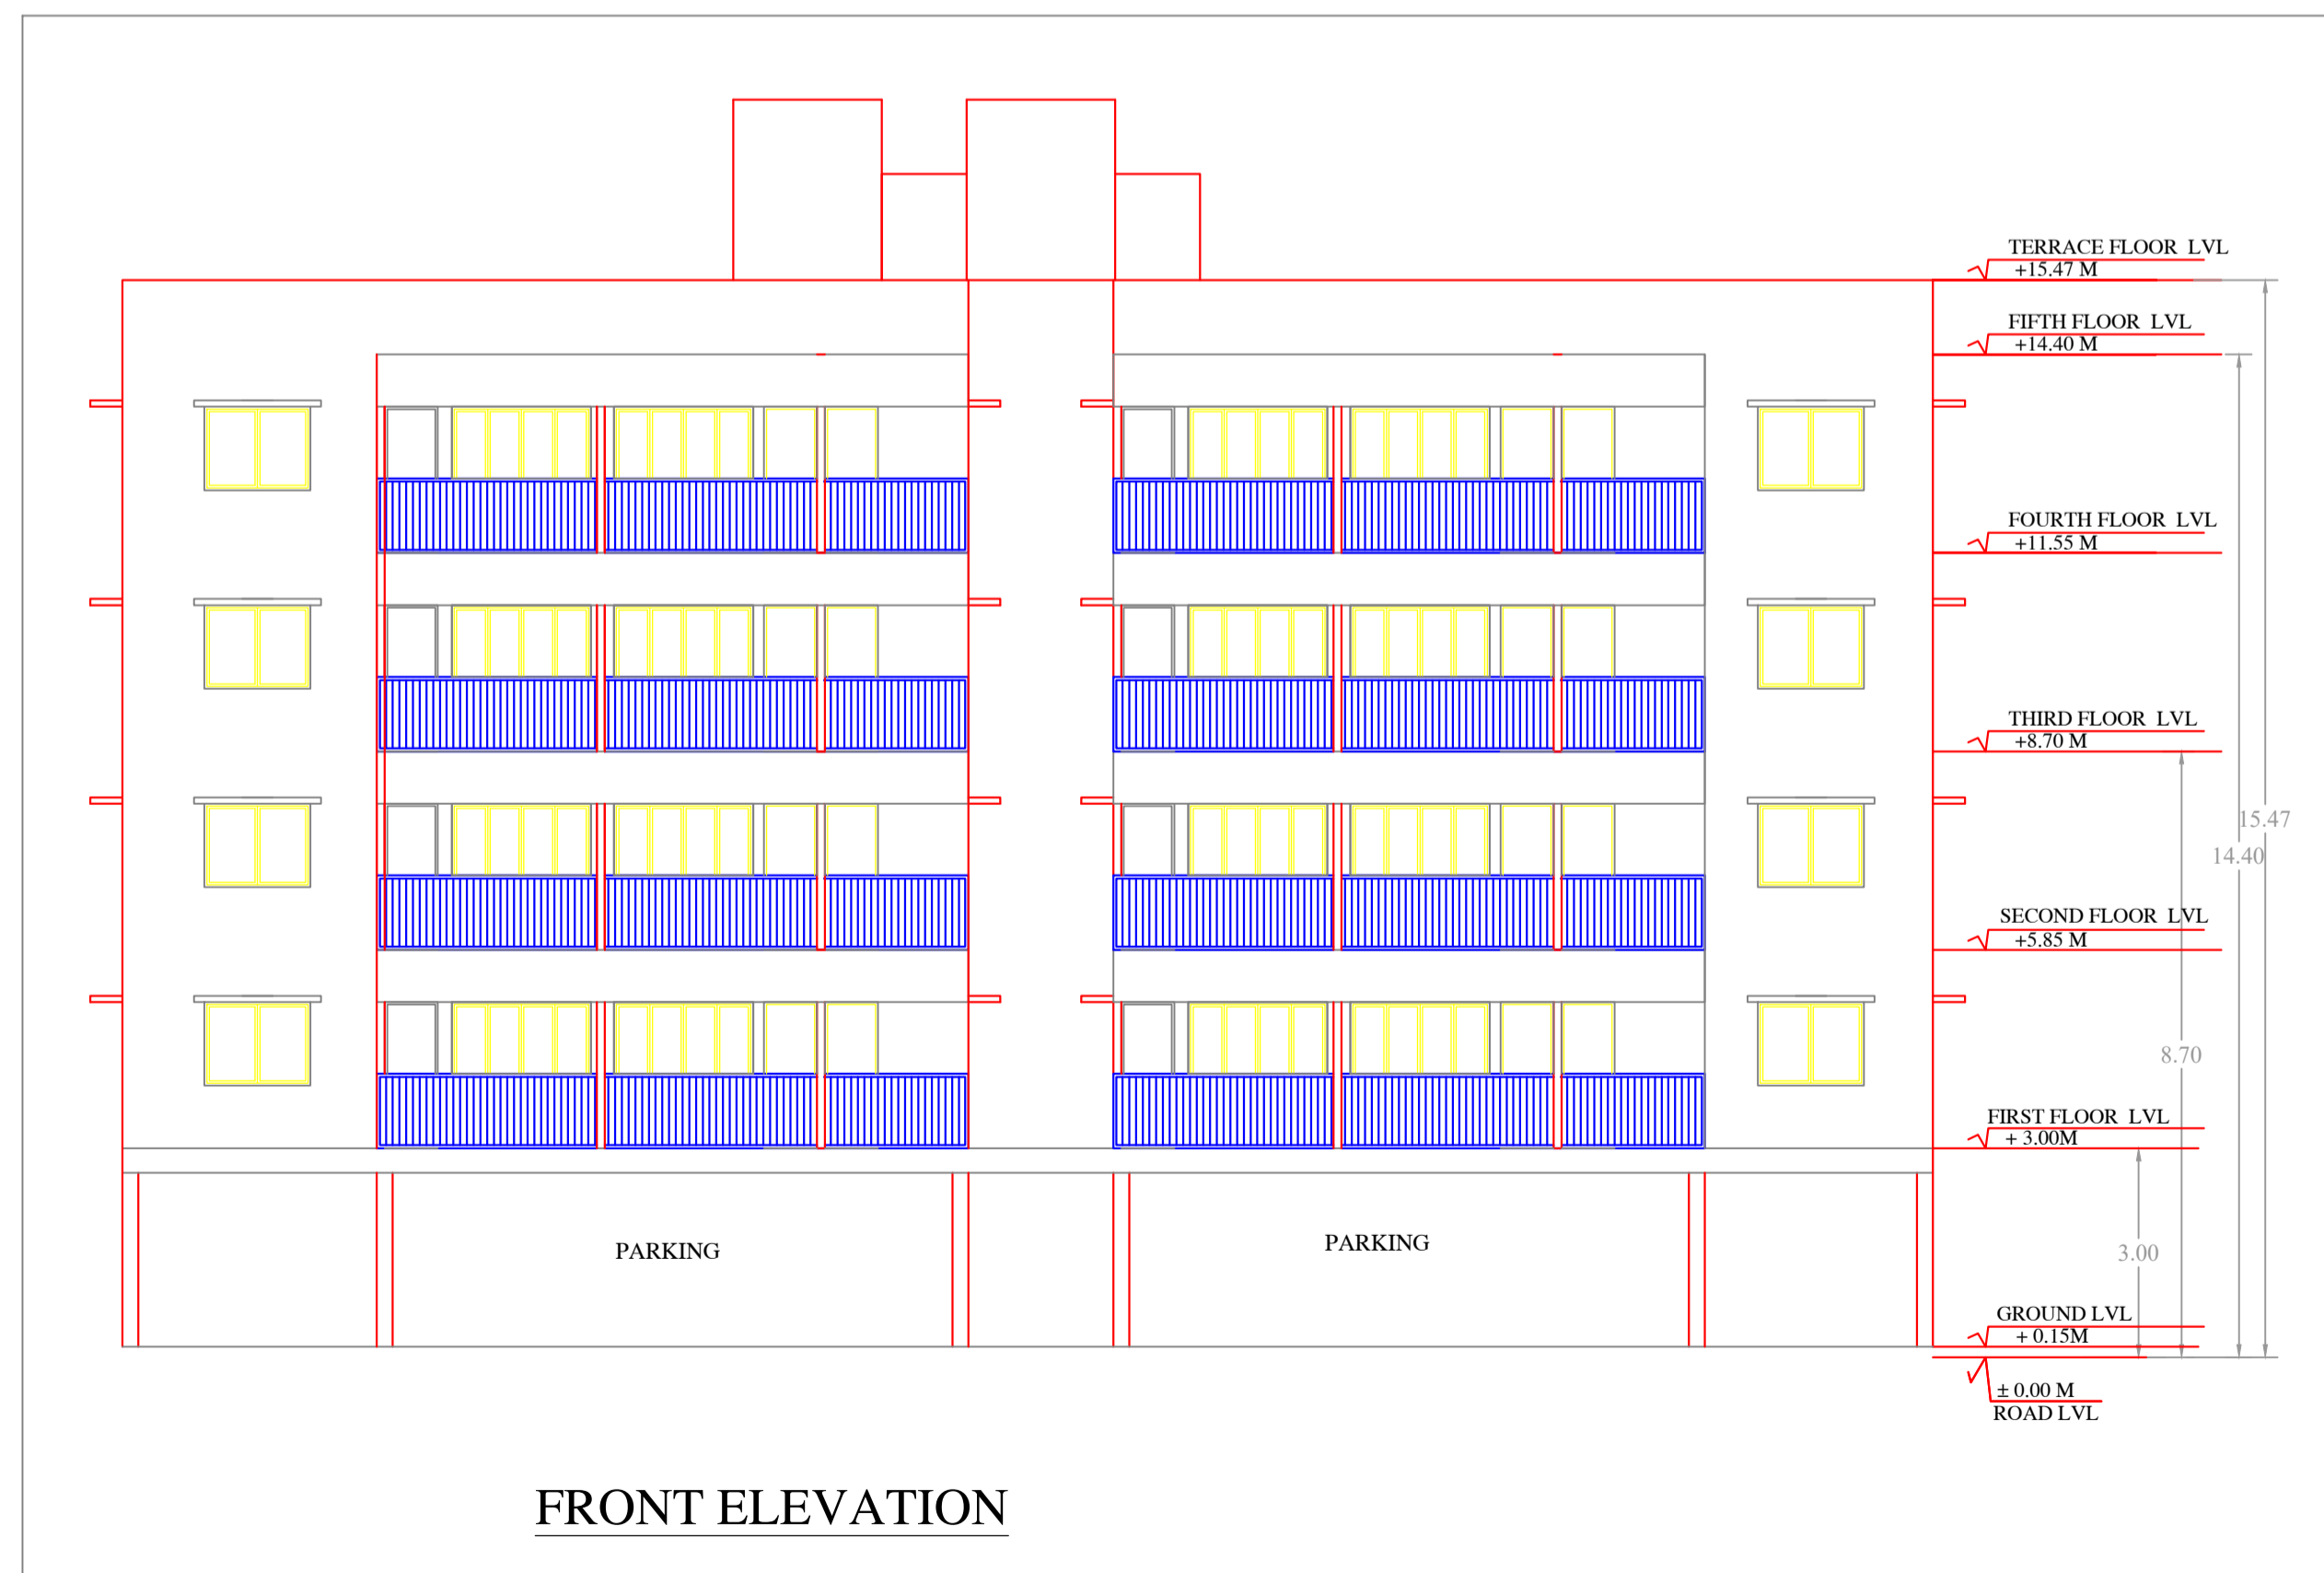 TERRACE FLOOR LVL
+15.47 M
FIFTH FLOOR LVL
+14.40 M
FOURTH FLOOR LVL
+11.55 M
THIRD FLOOR LVL
+8.70 M
15.47
14.40
SECOND FLOOR LVL
+5.85 M
8.70
FIRST FLOOR LVL
+ 3.00M
PARKING
PARKING
3.00
GROUND LVL
+ 0.15M
± 0.00 M
ROAD LVL
FRONT ELEVATION